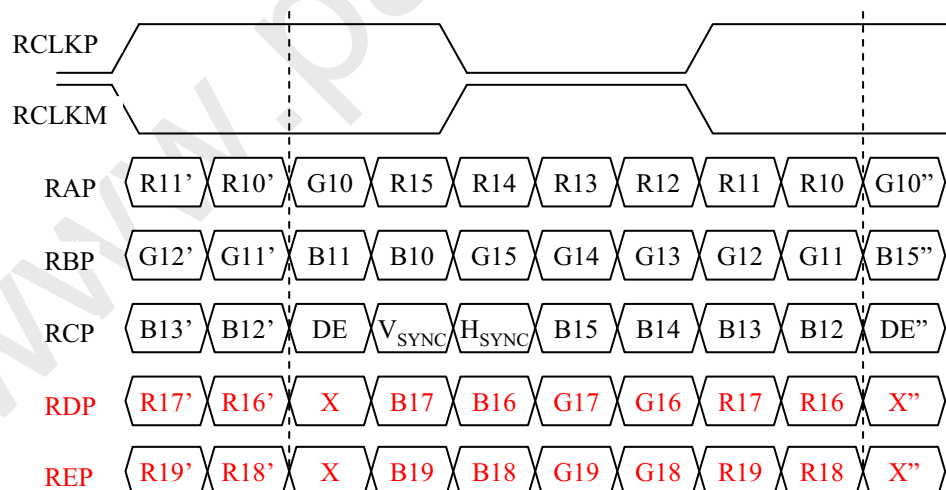 RCLKP
RCLKM
RAP R11’ R10’ G10 R15 R14 R13 R12 R11 R10 G10”
RBP G12’ G11’ B11 B10 G15 G14 G13 G12 G11 B15”
RCP B13’ B12’ DE VSYNC HSYNC B15 B14 B13 B12 DE”
RDP R17’ R16’ X B17 B16 G17 G16 R17 R16 X”
REP R19’ R18’ X B19 B18 G19 G18 R19 R18 X”
www.pa